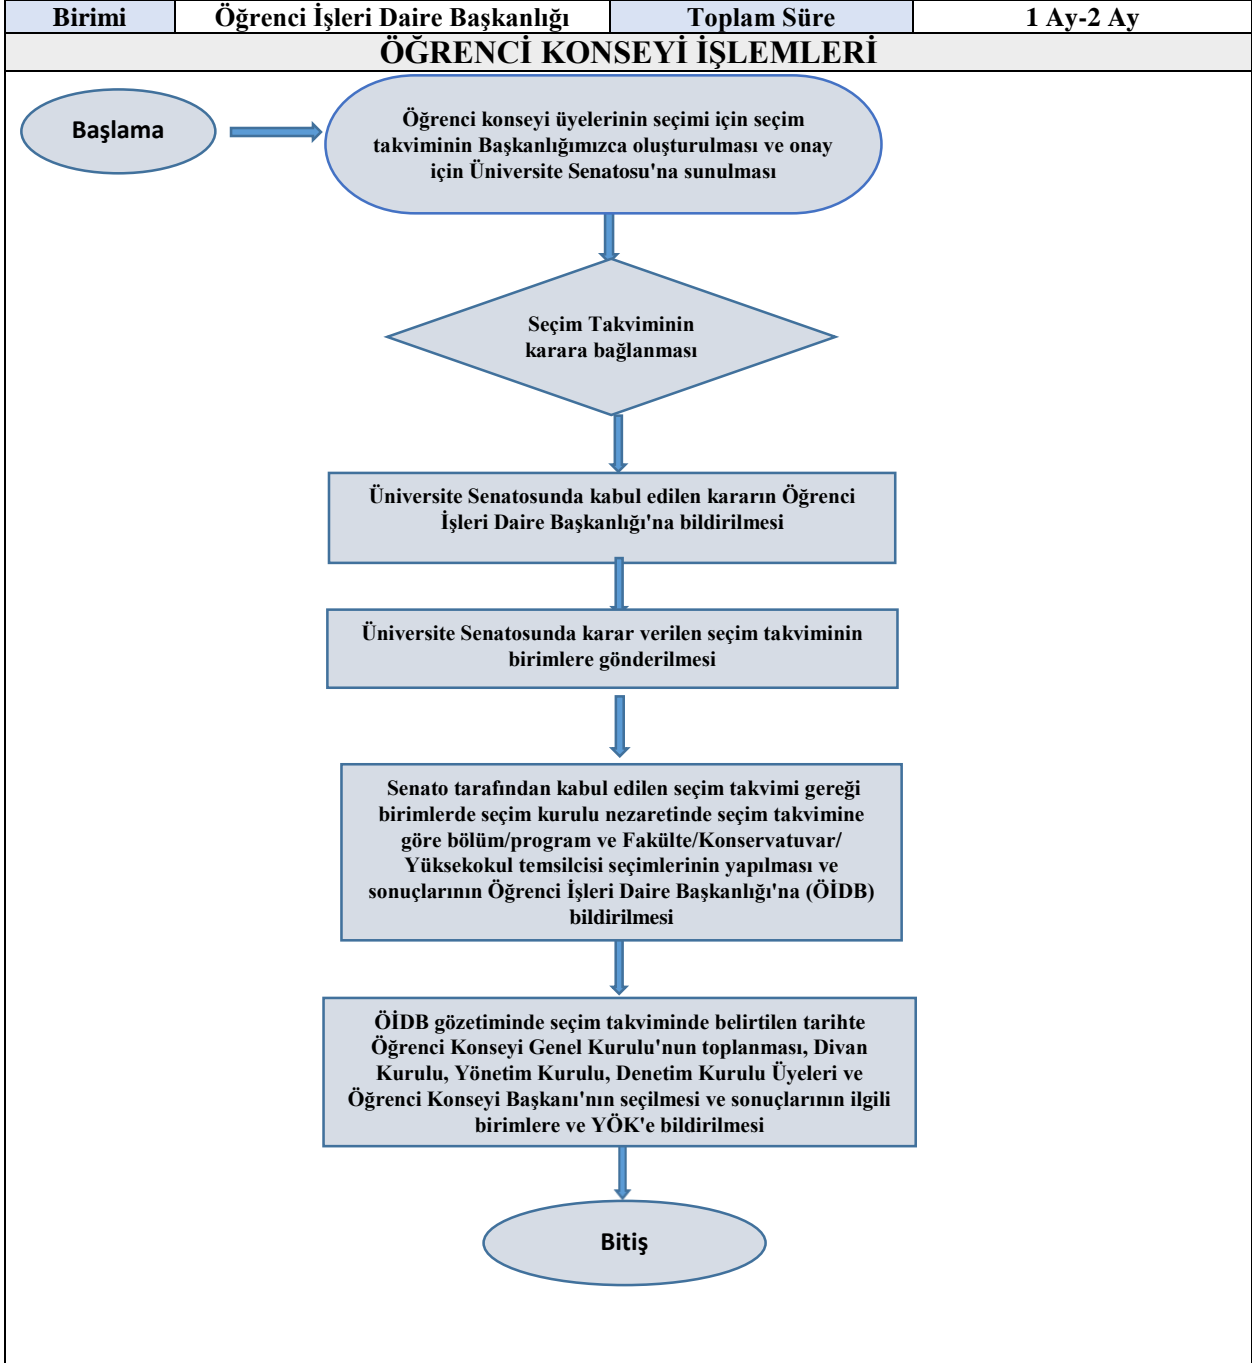 Birimi Öğrenci İşleri Daire Başkanlığı Toplam Süre 1 Ay-2 Ay
ÖĞRENCİ KONSEYİ İŞLEMLERİ
Başlama
Öğrenci konseyi üyelerinin seçimi için seçim
takviminin Başkanlığımızca oluşturulması ve onay
için Üniversite Senatosu'na sunulması
Seçim Takviminin
karara bağlanması
Üniversite Senatosunda kabul edilen kararın Öğrenci
İşleri Daire Başkanlığı'na bildirilmesi
Üniversite Senatosunda karar verilen seçim takviminin
birimlere gönderilmesi
Senato tarafından kabul edilen seçim takvimi gereği
birimlerde seçim kurulu nezaretinde seçim takvimine
göre bölüm/program ve Fakülte/Konservatuvar/
Yüksekokul temsilcisi seçimlerinin yapılması ve
sonuçlarının Öğrenci İşleri Daire Başkanlığı'na (ÖİDB)
bildirilmesi
ÖİDB gözetiminde seçim takviminde belirtilen tarihte
Öğrenci Konseyi Genel Kurulu'nun toplanması, Divan
Kurulu, Yönetim Kurulu, Denetim Kurulu Üyeleri ve
Öğrenci Konseyi Başkanı'nın seçilmesi ve sonuçlarının ilgili
birimlere ve YÖK'e bildirilmesi
Bitiş